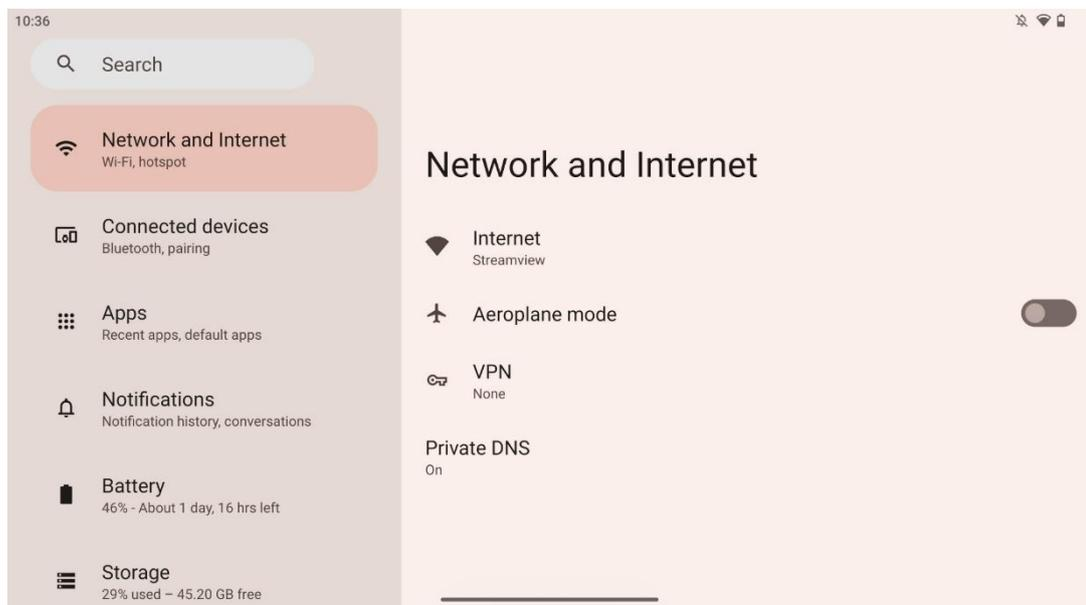 10:36
Search
Network and Internet
Wi-Fi, hotspot
Connected devices
Bluetooth, pairing
Apps
Recent apps, default apps
Notifications
Notification history, conversations
Battery
46% - About 1 day, 16 hrs left
Storage
29% used – 45.20 GB free
Network and Internet
Internet
Streamview
Aeroplane mode
VPN
None
Private DNS
On